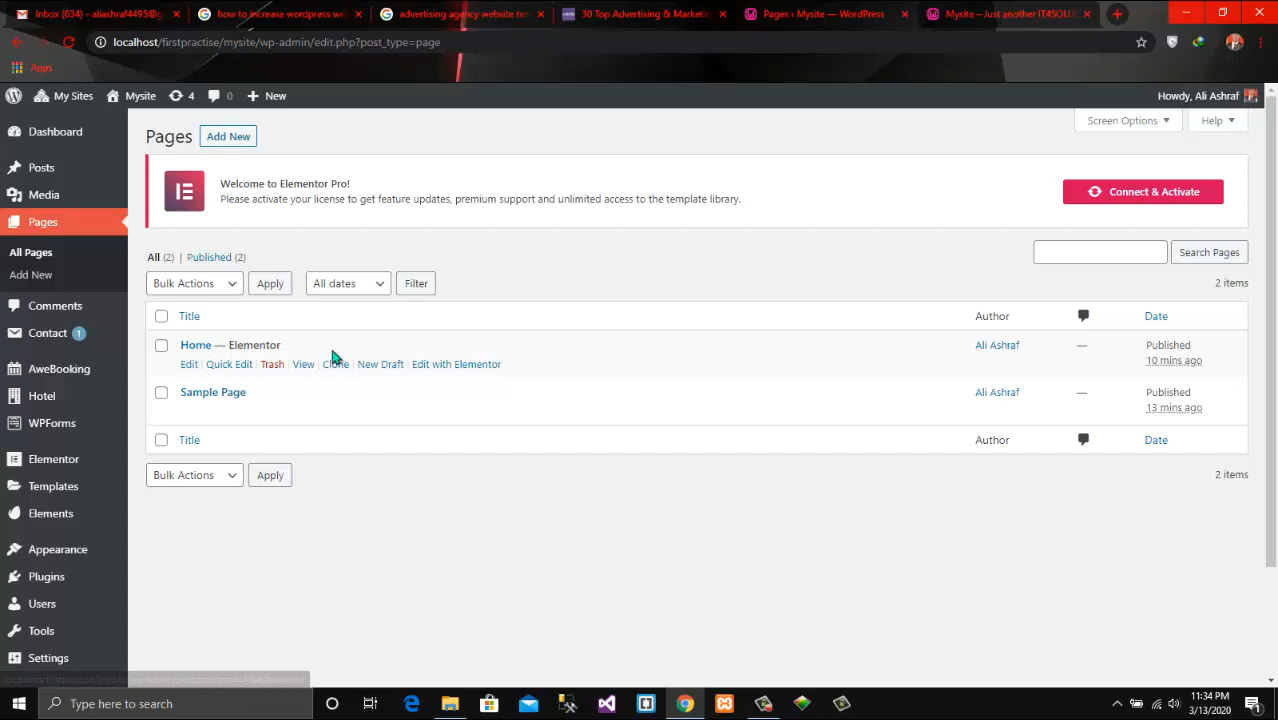 Inbox (634) - aliashraf4495@g
how to increase wordpress we
advertising agency website te
30 Top Advertising & Marketi
Pages ‹ Mysite — WordPress
Mysite – Just another IT4SOLU
localhost/firstpractise/mysite/wp-admin/edit.php?post_type=page
Apps
My Sites
Mysite
4
0
New
Howdy, Ali Ashraf
Dashboard
Posts
Media
Pages
All Pages
Add New
Comments
Contact 1
AweBooking
Hotel
WPForms
Elementor
Templates
Elements
Appearance
Plugins
Users
Tools
Settings
Pages Add New
Screen Options Help
Welcome to Elementor Pro!
Please activate your license to get feature updates, premium support and unlimited access to the template library.
Connect & Activate
All (2) | Published (2)
Search Pages
Bulk Actions Apply All dates Filter
2 items
Title Author Date
Home — Elementor Ali Ashraf — Published
10 mins ago
Edit | Quick Edit | Trash | View | Clone | New Draft | Edit with Elementor
Sample Page Ali Ashraf — Published
13 mins ago
Title Author Date
Bulk Actions Apply
2 items
Type here to search
11:34 PM
3/13/2020
1